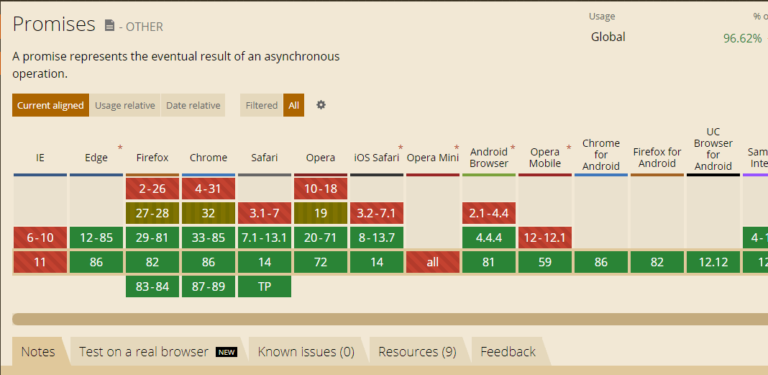 Promises - OTHER
Usage % o
Global 96.62%
A promise represents the eventual result of an asynchronous
operation.
Current aligned Usage relative Date relative Filtered All
IE Edge * Firefox Chrome Safari Opera iOS Safari * Opera Mini Android Browser * Opera Mobile * Chrome for Android Firefox for Android UC Browser for Android Sam Inte
2-26 4-31 10-18
27-28 32 3.1-7 19 3.2-7.1 2.1-4.4
6-10 12-85 29-81 33-85 7.1-13.1 20-71 8-13.7 4.4.4 12-12.1 4-1
11 86 82 86 14 72 14 all 81 59 86 82 12.12 12
83-84 87-89 TP
Notes Test on a real browser NEW Known issues (0) Resources (9) Feedback